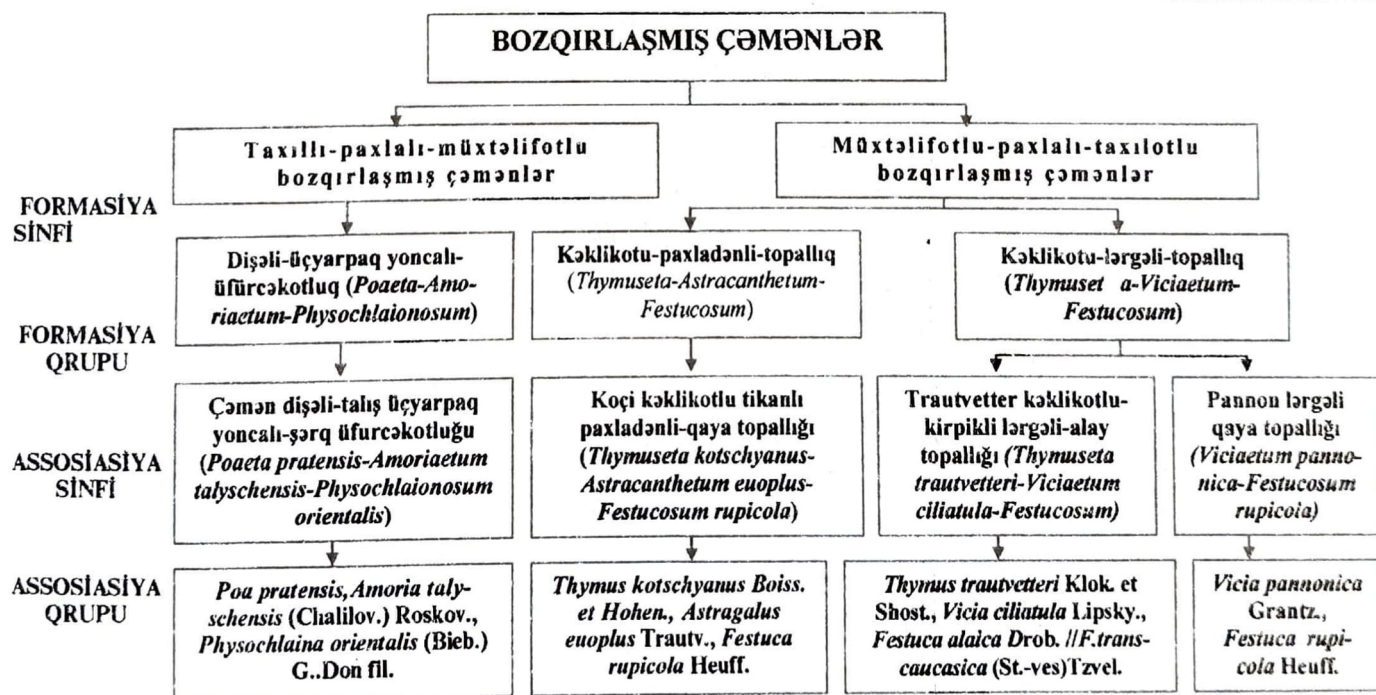 BOZQIRLAŞMIŞ ÇƏMƏNLƏR
Taxıllı-paxlalı-müxtəlifotlu
bozqırlaşmış çəmənlər
Müxtəlifotlu-paxlalı-taxılotlu
bozqırlaşmış çəmənlər
FORMASİYA
SİNFİ
Dişəli-üçyarpaq yoncalı-
üfürcəkotluq (Poaeta-Amo-
riaetum-Physochlaionosum)
Kəklikotu-paxladənli-topallıq
(Thymuseta-Astracanthetum-
Festucosum)
Kəklikotu-lərgəli-topallıq
(Thymuset a-Viciaetum-
Festucosum)
FORMASİYA
QRUPU
Çəmən dişəli-talış üçyarpaq
yoncalı-şərq üfurcəkotluğu
(Poaeta pratensis-Amoriaetum
talyschensis-Physochlaionosum
orientalis)
Koçi kəklikotlu tikanlı
paxladənli-qaya topallığı
(Thymuseta kotschyanus-
Astracanthetum euoplus-
Festucosum rupicola)
Trautvetter kəklikotlu-
kirpikli lərgəli-alay
topallığı (Thymuseta
trautvetteri-Viciaetum
ciliatula-Festucosum)
Pannon lərgəli
qaya topallığı
(Viciaetum panno-
nica-Festucosum
rupicola)
ASSOSİASİYA
SİNFİ
ASSOSİASİYA
QRUPU
Poa pratensis, Amoria taly-
schensis (Chalilov.) Roskov.,
Physochlaina orientalis (Bieb.)
G..Don fil.
Thymus kotschyanus Boiss.
et Hohen., Astragalus
euoplus Trautv., Festuca
rupicola Heuff.
Thymus trautvetteri Klok. et
Shost., Vicia ciliatula Lipsky.,
Festuca alaica Drob. //F.trans-
caucasica (St.-ves)Tzvel.
Vicia pannonica
Grantz.,
Festuca rupi-
cola Heuff.